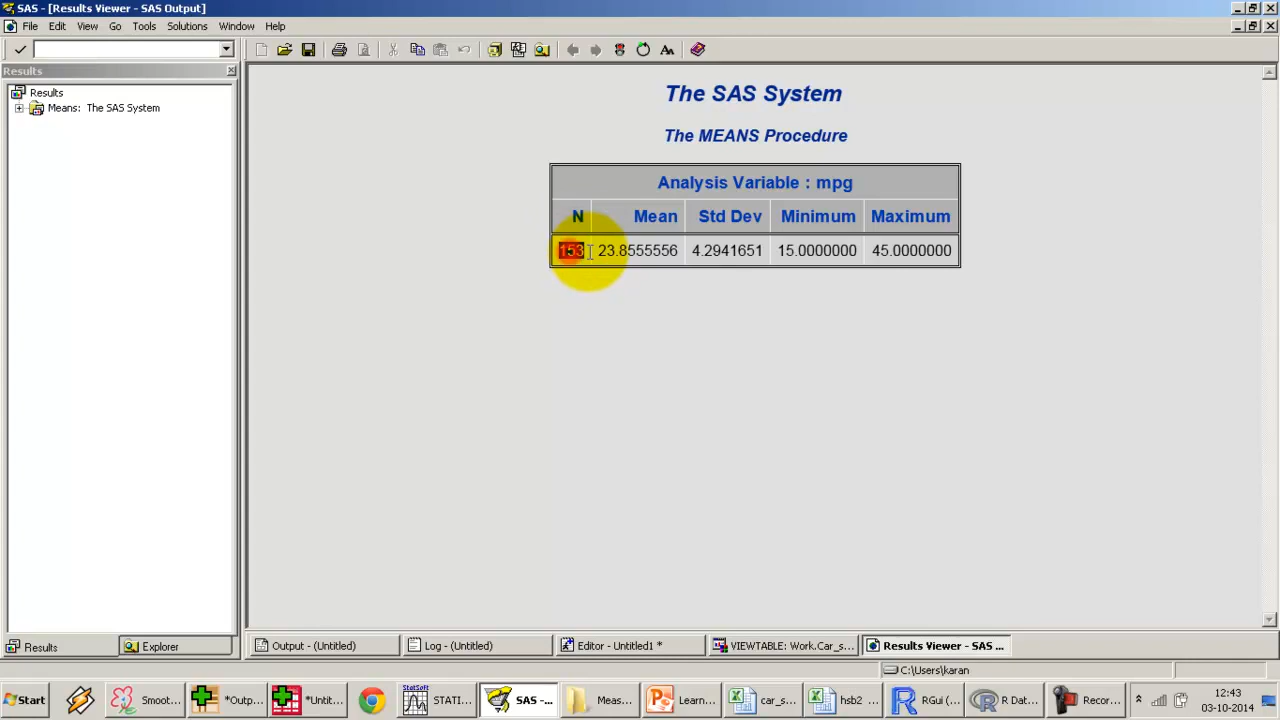 SAS - [Results Viewer - SAS Output]
File Edit View Go Tools Solutions Window Help
Results
Results
Means: The SAS System
The SAS System
The MEANS Procedure
Analysis Variable : mpg
N Mean Std Dev Minimum Maximum
153 23.8555556 4.2941651 15.0000000 45.0000000
Results Explorer
Output - (Untitled) Log - (Untitled) Editor - Untitled1 * VIEWTABLE: Work.Car_s... Results Viewer - SAS ...
C:\Users\karan
Start Smoot... *Outp... *Untit... StatSoft STATI... SAS -... Meas... Learn... car_s... hsb2 ... RGui (... R Dat... Recor...
12:43
03-10-2014